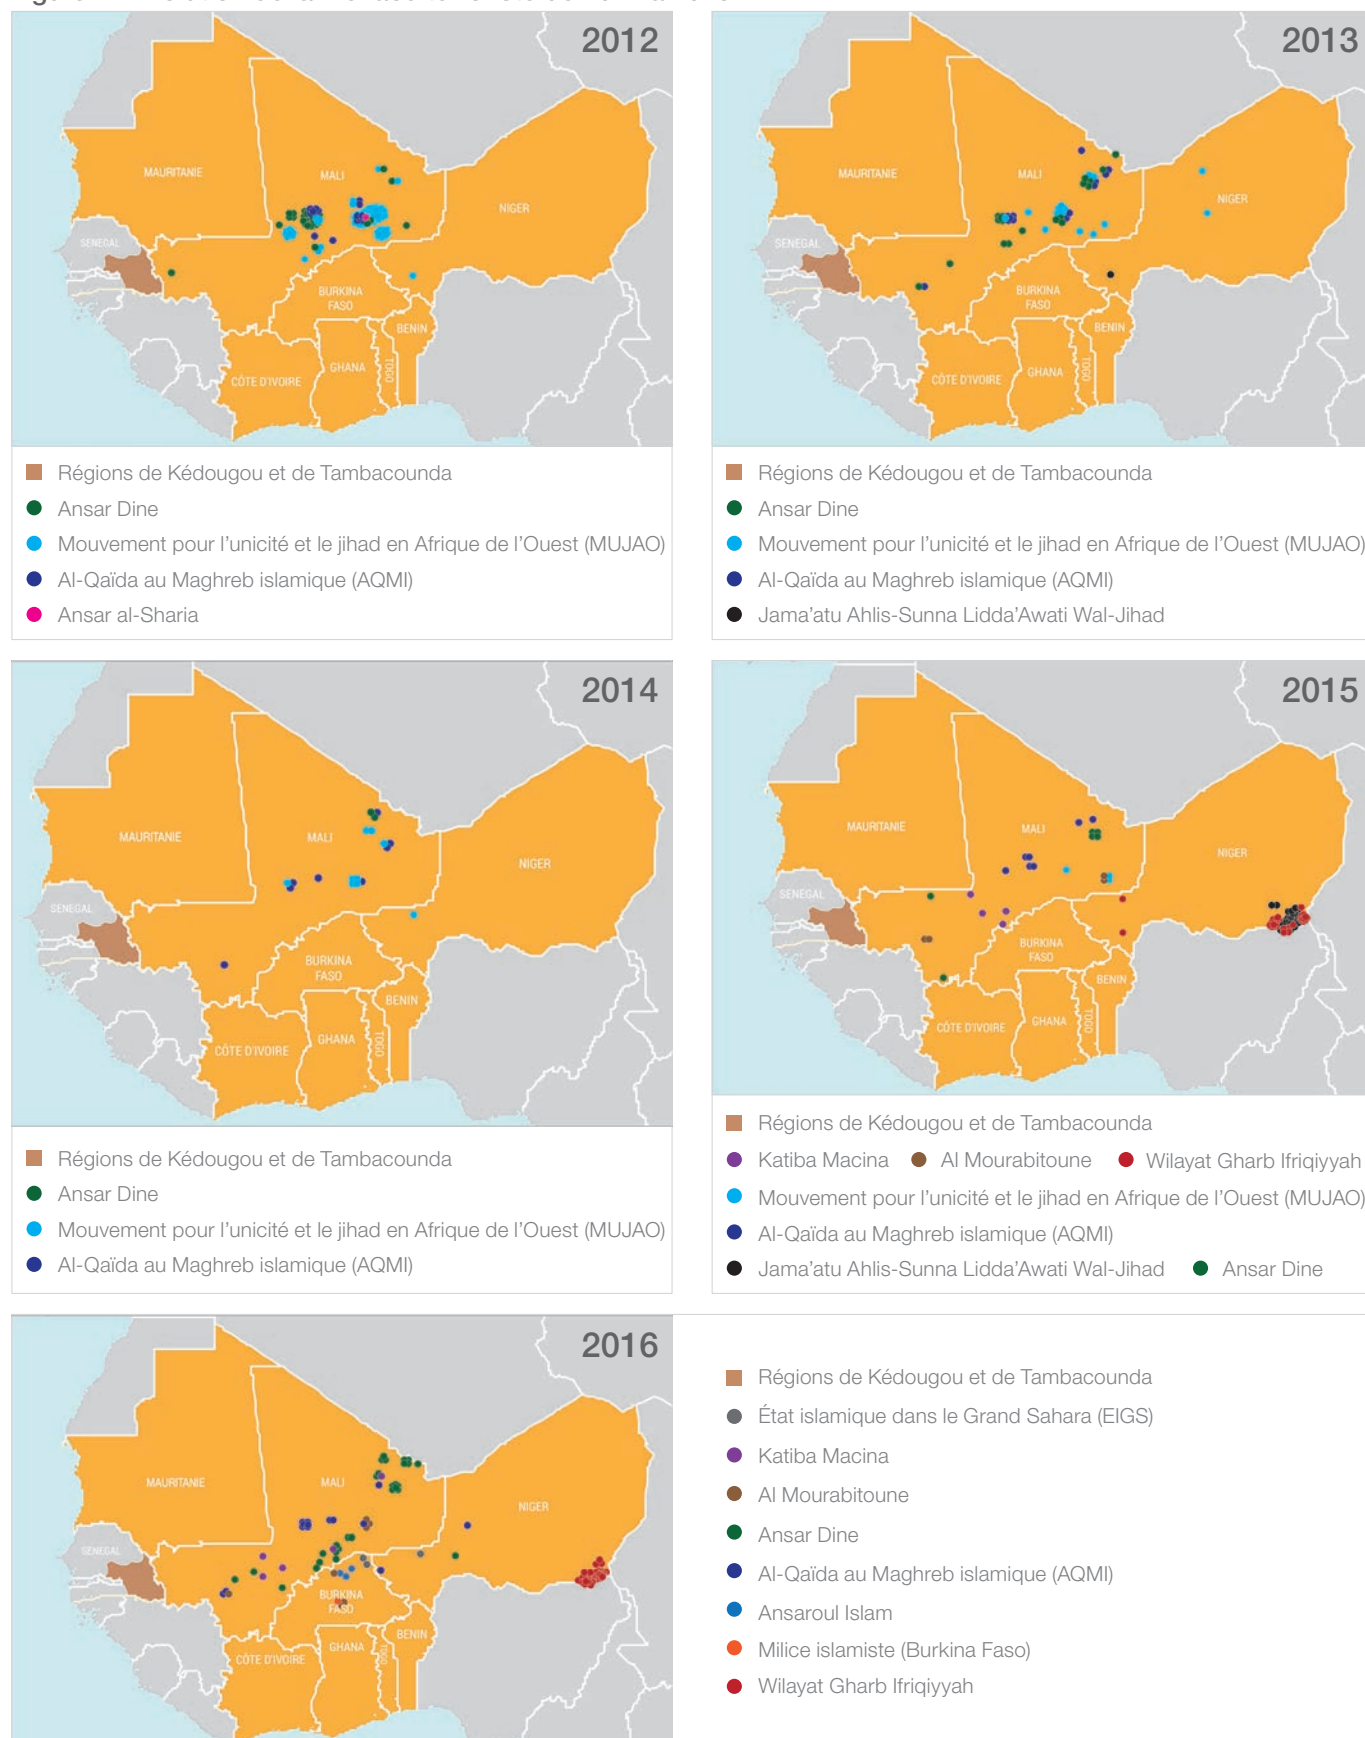 2012
MAURITANIE
MALI
NIGER
SENEGAL
BURKINA
FASO
BENIN
CÔTE D'IVOIRE
GHANA
TOGO
Régions de Kédougou et de Tambacounda
Ansar Dine
Mouvement pour l'unicité et le jihad en Afrique de l'Ouest (MUJAO)
Al-Qaïda au Maghreb islamique (AQMI)
Ansar al-Sharia
2013
MAURITANIE
MALI
NIGER
SENEGAL
BURKINA
FASO
BENIN
CÔTE D'IVOIRE
GHANA
TOGO
Régions de Kédougou et de Tambacounda
Ansar Dine
Mouvement pour l'unicité et le jihad en Afrique de l'Ouest (MUJAO)
Al-Qaïda au Maghreb islamique (AQMI)
Jama'atu Ahlis-Sunna Lidda'Awati Wal-Jihad
2014
MAURITANIE
MALI
NIGER
SENEGAL
BURKINA
FASO
BENIN
CÔTE D'IVOIRE
GHANA
TOGO
Régions de Kédougou et de Tambacounda
Ansar Dine
Mouvement pour l'unicité et le jihad en Afrique de l'Ouest (MUJAO)
Al-Qaïda au Maghreb islamique (AQMI)
2015
MAURITANIE
MALI
NIGER
SENEGAL
BURKINA
FASO
BENIN
CÔTE D'IVOIRE
GHANA
TOGO
Régions de Kédougou et de Tambacounda
Katiba Macina Al Mourabitoune Wilayat Gharb Ifriqiyyah
Mouvement pour l'unicité et le jihad en Afrique de l'Ouest (MUJAO)
Al-Qaïda au Maghreb islamique (AQMI)
Jama'atu Ahlis-Sunna Lidda'Awati Wal-Jihad Ansar Dine
2016
MAURITANIE
MALI
NIGER
SENEGAL
BURKINA
FASO
BENIN
CÔTE D'IVOIRE
GHANA
TOGO
Régions de Kédougou et de Tambacounda
État islamique dans le Grand Sahara (EIGS)
Katiba Macina
Al Mourabitoune
Ansar Dine
Al-Qaïda au Maghreb islamique (AQMI)
Ansaroul Islam
Milice islamiste (Burkina Faso)
Wilayat Gharb Ifriqiyyah